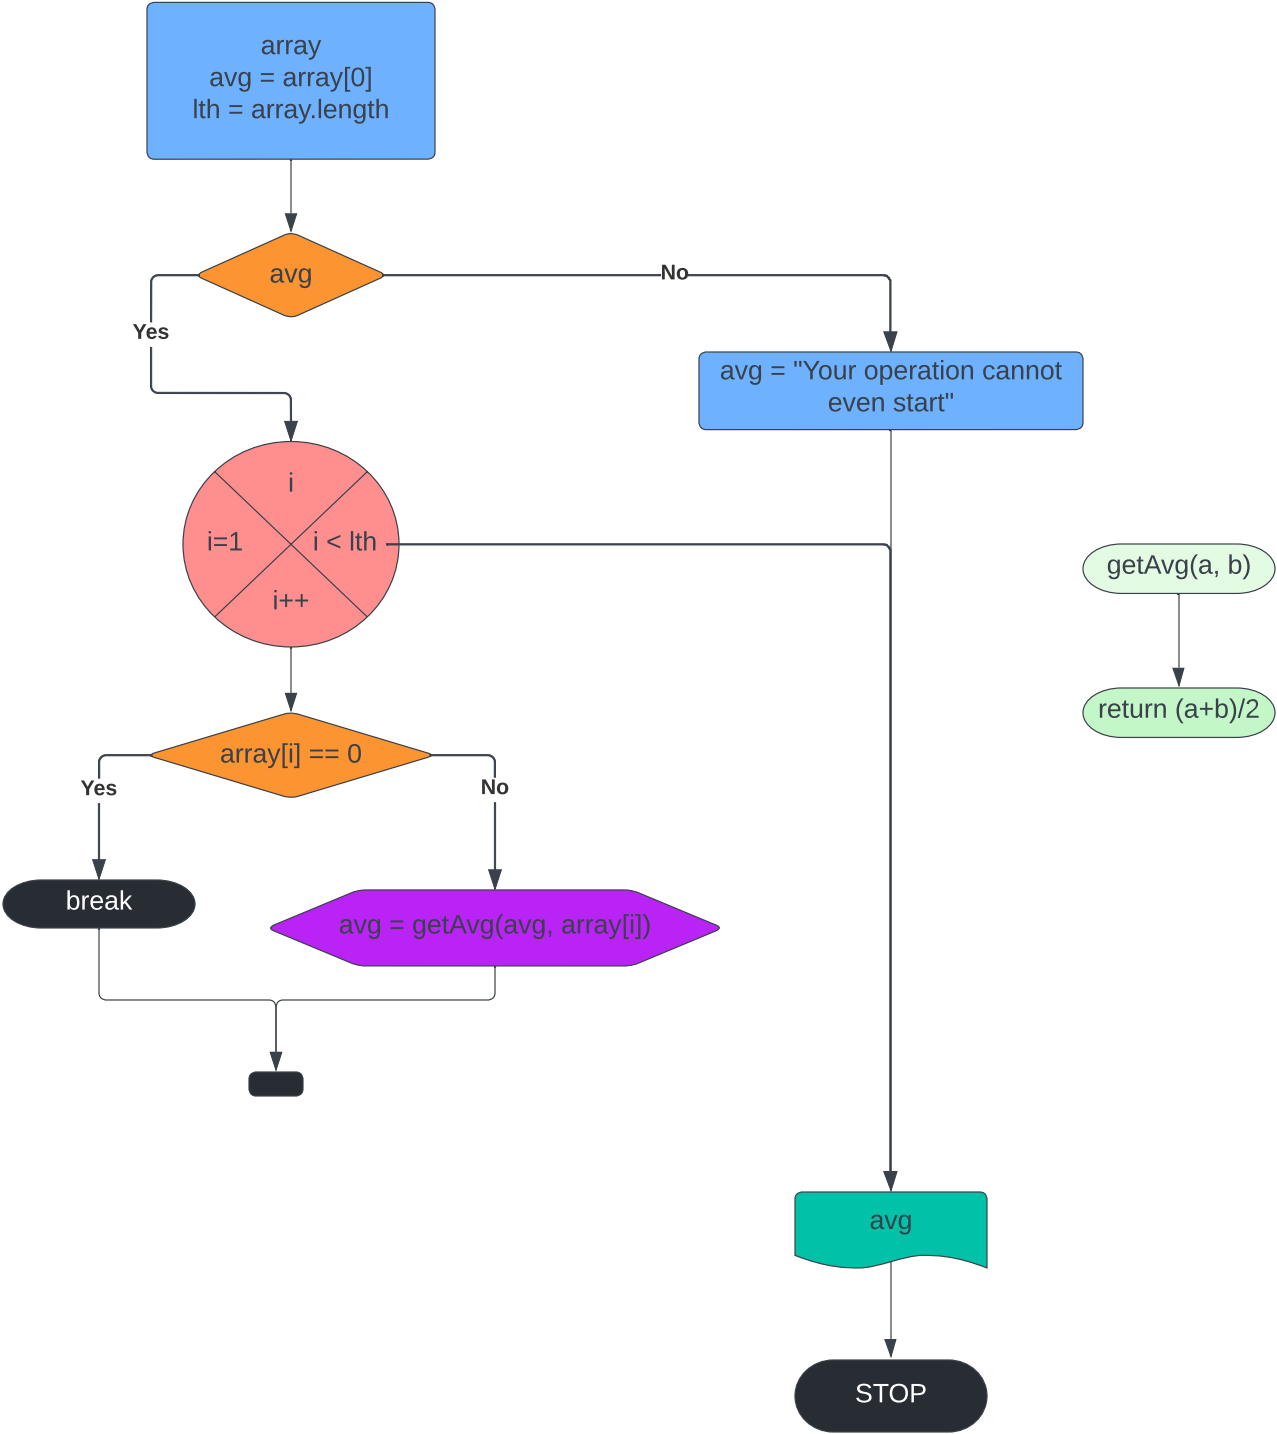 array
avg = array[0]
lth = array.length
avg
No
Yes
avg = "Your operation cannot
even start"
i
i=1
i < lth
i++
getAvg(a, b)
return (a+b)/2
array[i] == 0
Yes
No
break
avg = getAvg(avg, array[i])
avg
STOP